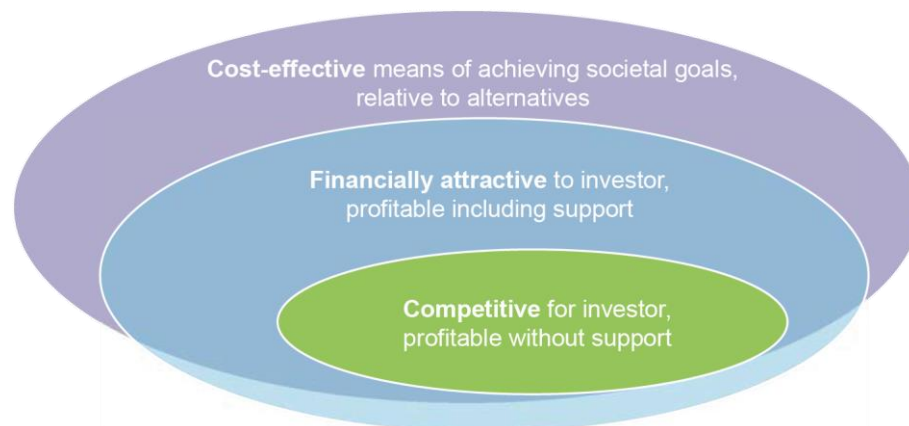 Cost-effective means of achieving societal goals,
relative to alternatives
Financially attractive to investor,
profitable including support
Competitive for investor,
profitable without support